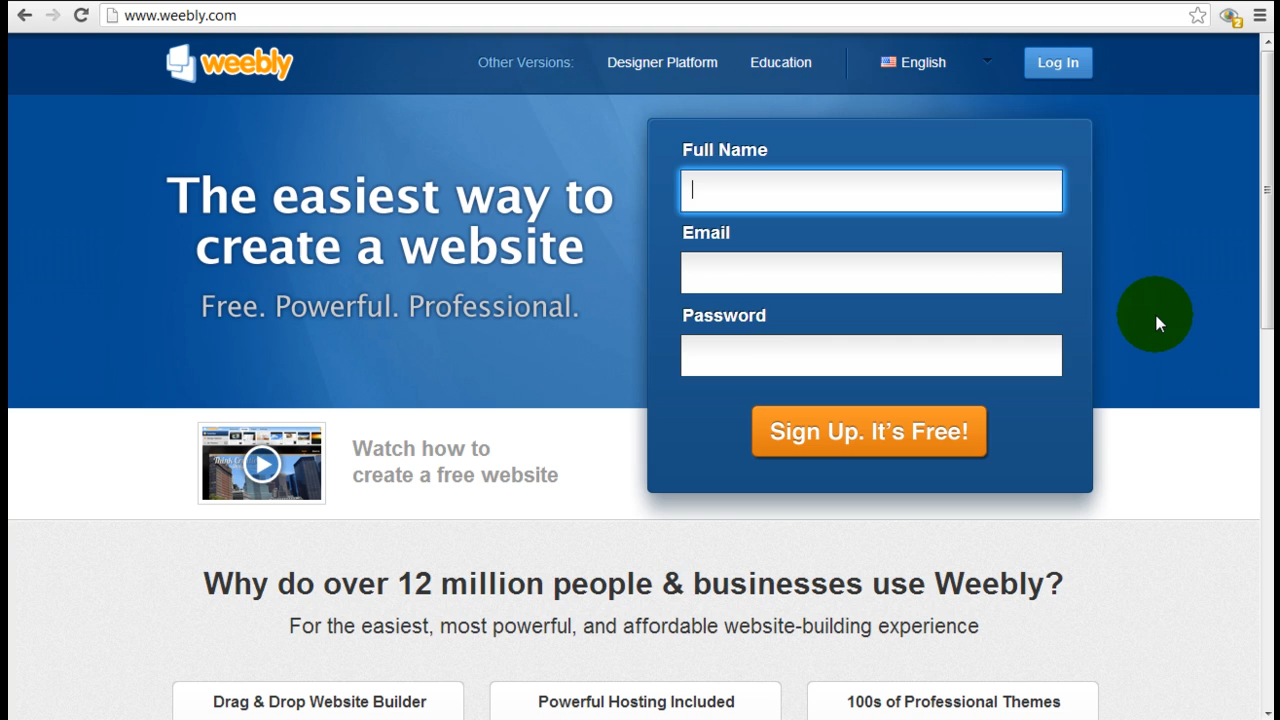 www.weebly.com
2
weebly
Other Versions:
Designer Platform
Education
English
Log In
The easiest way to
create a website
Free. Powerful. Professional.
Full Name
Email
Password
Sign Up. It's Free!
Watch how to
create a free website
Why do over 12 million people & businesses use Weebly?
For the easiest, most powerful, and affordable website-building experience
Drag & Drop Website Builder
Powerful Hosting Included
100s of Professional Themes